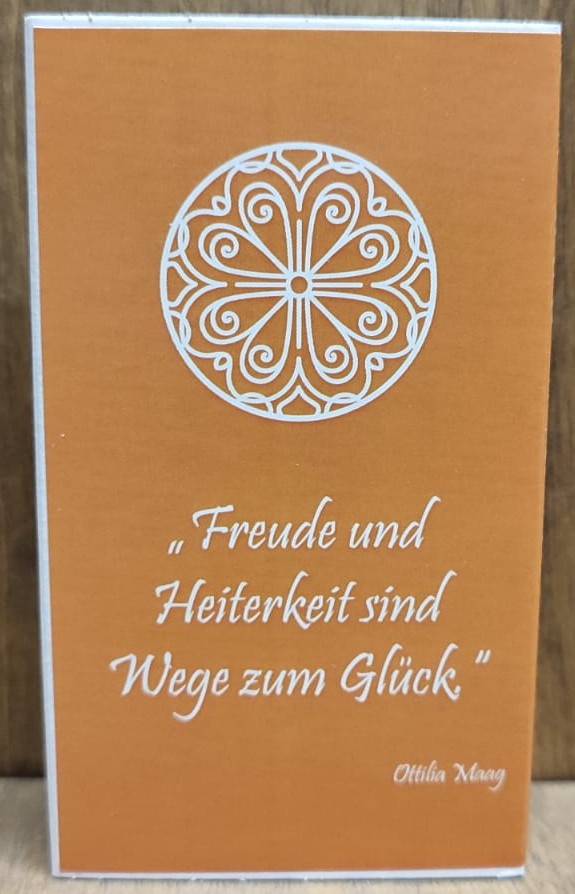 „Freude und
Heiterkeit sind
Wege zum Glück.“
Ottilia Maag